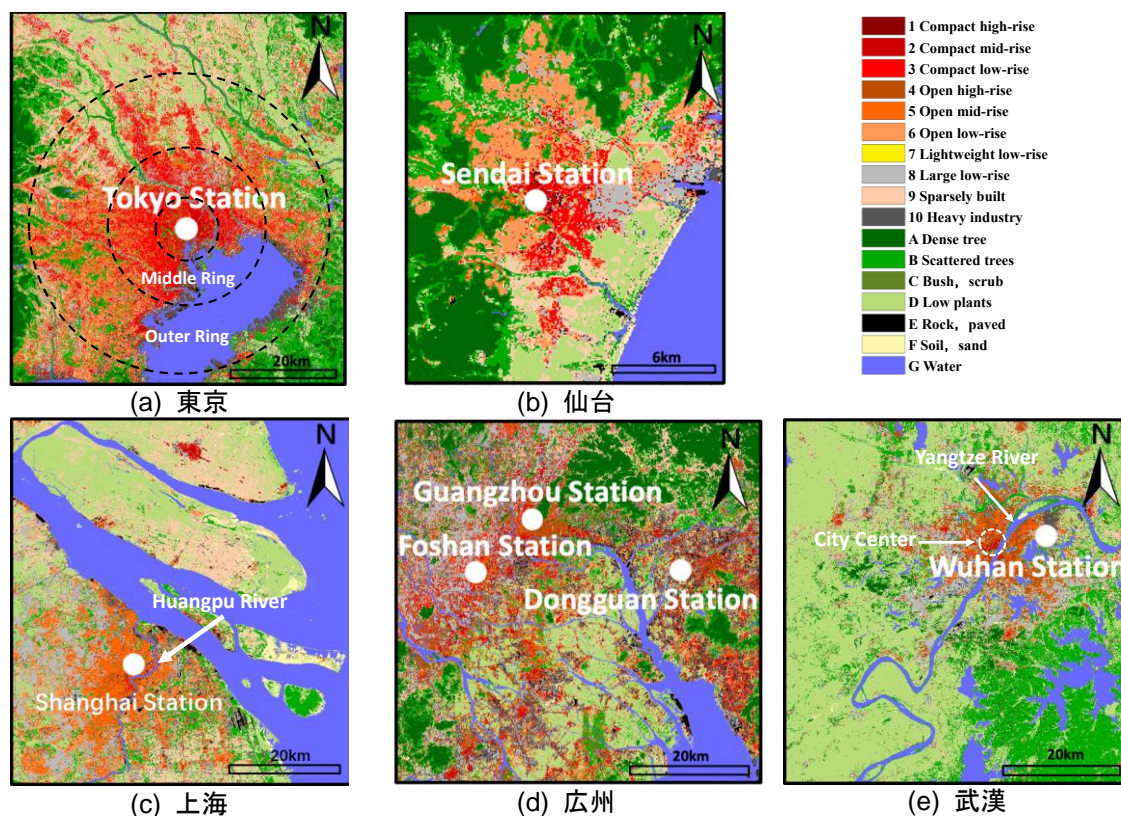 N
Tokyo Station
Middle Ring
Outer Ring
20km
(a) 東京
N
Sendai Station
6km
(b) 仙台
1 Compact high-rise
2 Compact mid-rise
3 Compact low-rise
4 Open high-rise
5 Open mid-rise
6 Open low-rise
7 Lightweight low-rise
8 Large low-rise
9 Sparsely built
10 Heavy industry
A Dense tree
B Scattered trees
C Bush，scrub
D Low plants
E Rock，paved
F Soil，sand
G Water
N
Huangpu River
Shanghai Station
20km
(c) 上海
N
Guangzhou Station
Foshan Station
Dongguan Station
20km
(d) 広州
N
Yangtze River
City Center
Wuhan Station
20km
(e) 武漢